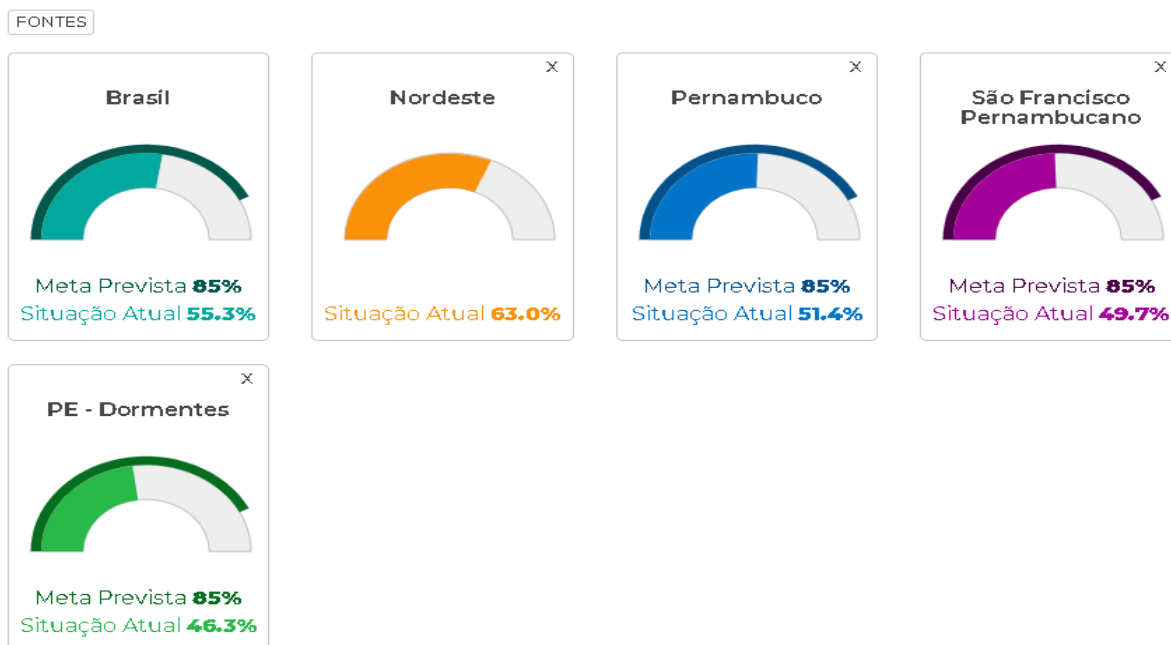 FONTES
X
X
X
Brasil
Nordeste
Pernambuco
São Francisco
Pernambucano
Meta Prevista 85%
Situação Atual 55.3%
Situação Atual 63.0%
Meta Prevista 85%
Situação Atual 51.4%
Meta Prevista 85%
Situação Atual 49.7%
X
PE - Dormentes
Meta Prevista 85%
Situação Atual 46.3%